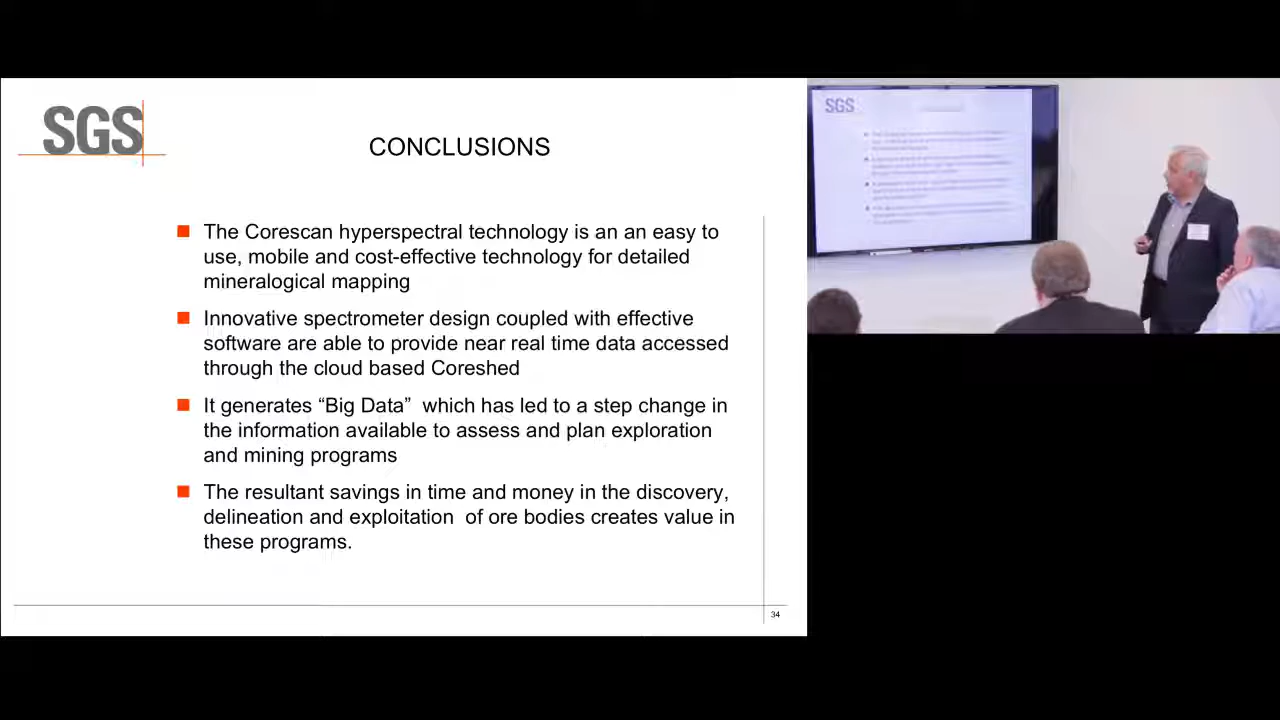 SGS
CONCLUSIONS
The Corescan hyperspectral technology is an an easy to
use, mobile and cost-effective technology for detailed
mineralogical mapping
Innovative spectrometer design coupled with effective
software are able to provide near real time data accessed
through the cloud based Coreshed
It generates “Big Data” which has led to a step change in
the information available to assess and plan exploration
and mining programs
The resultant savings in time and money in the discovery,
delineation and exploitation of ore bodies creates value in
these programs.
34
SGS